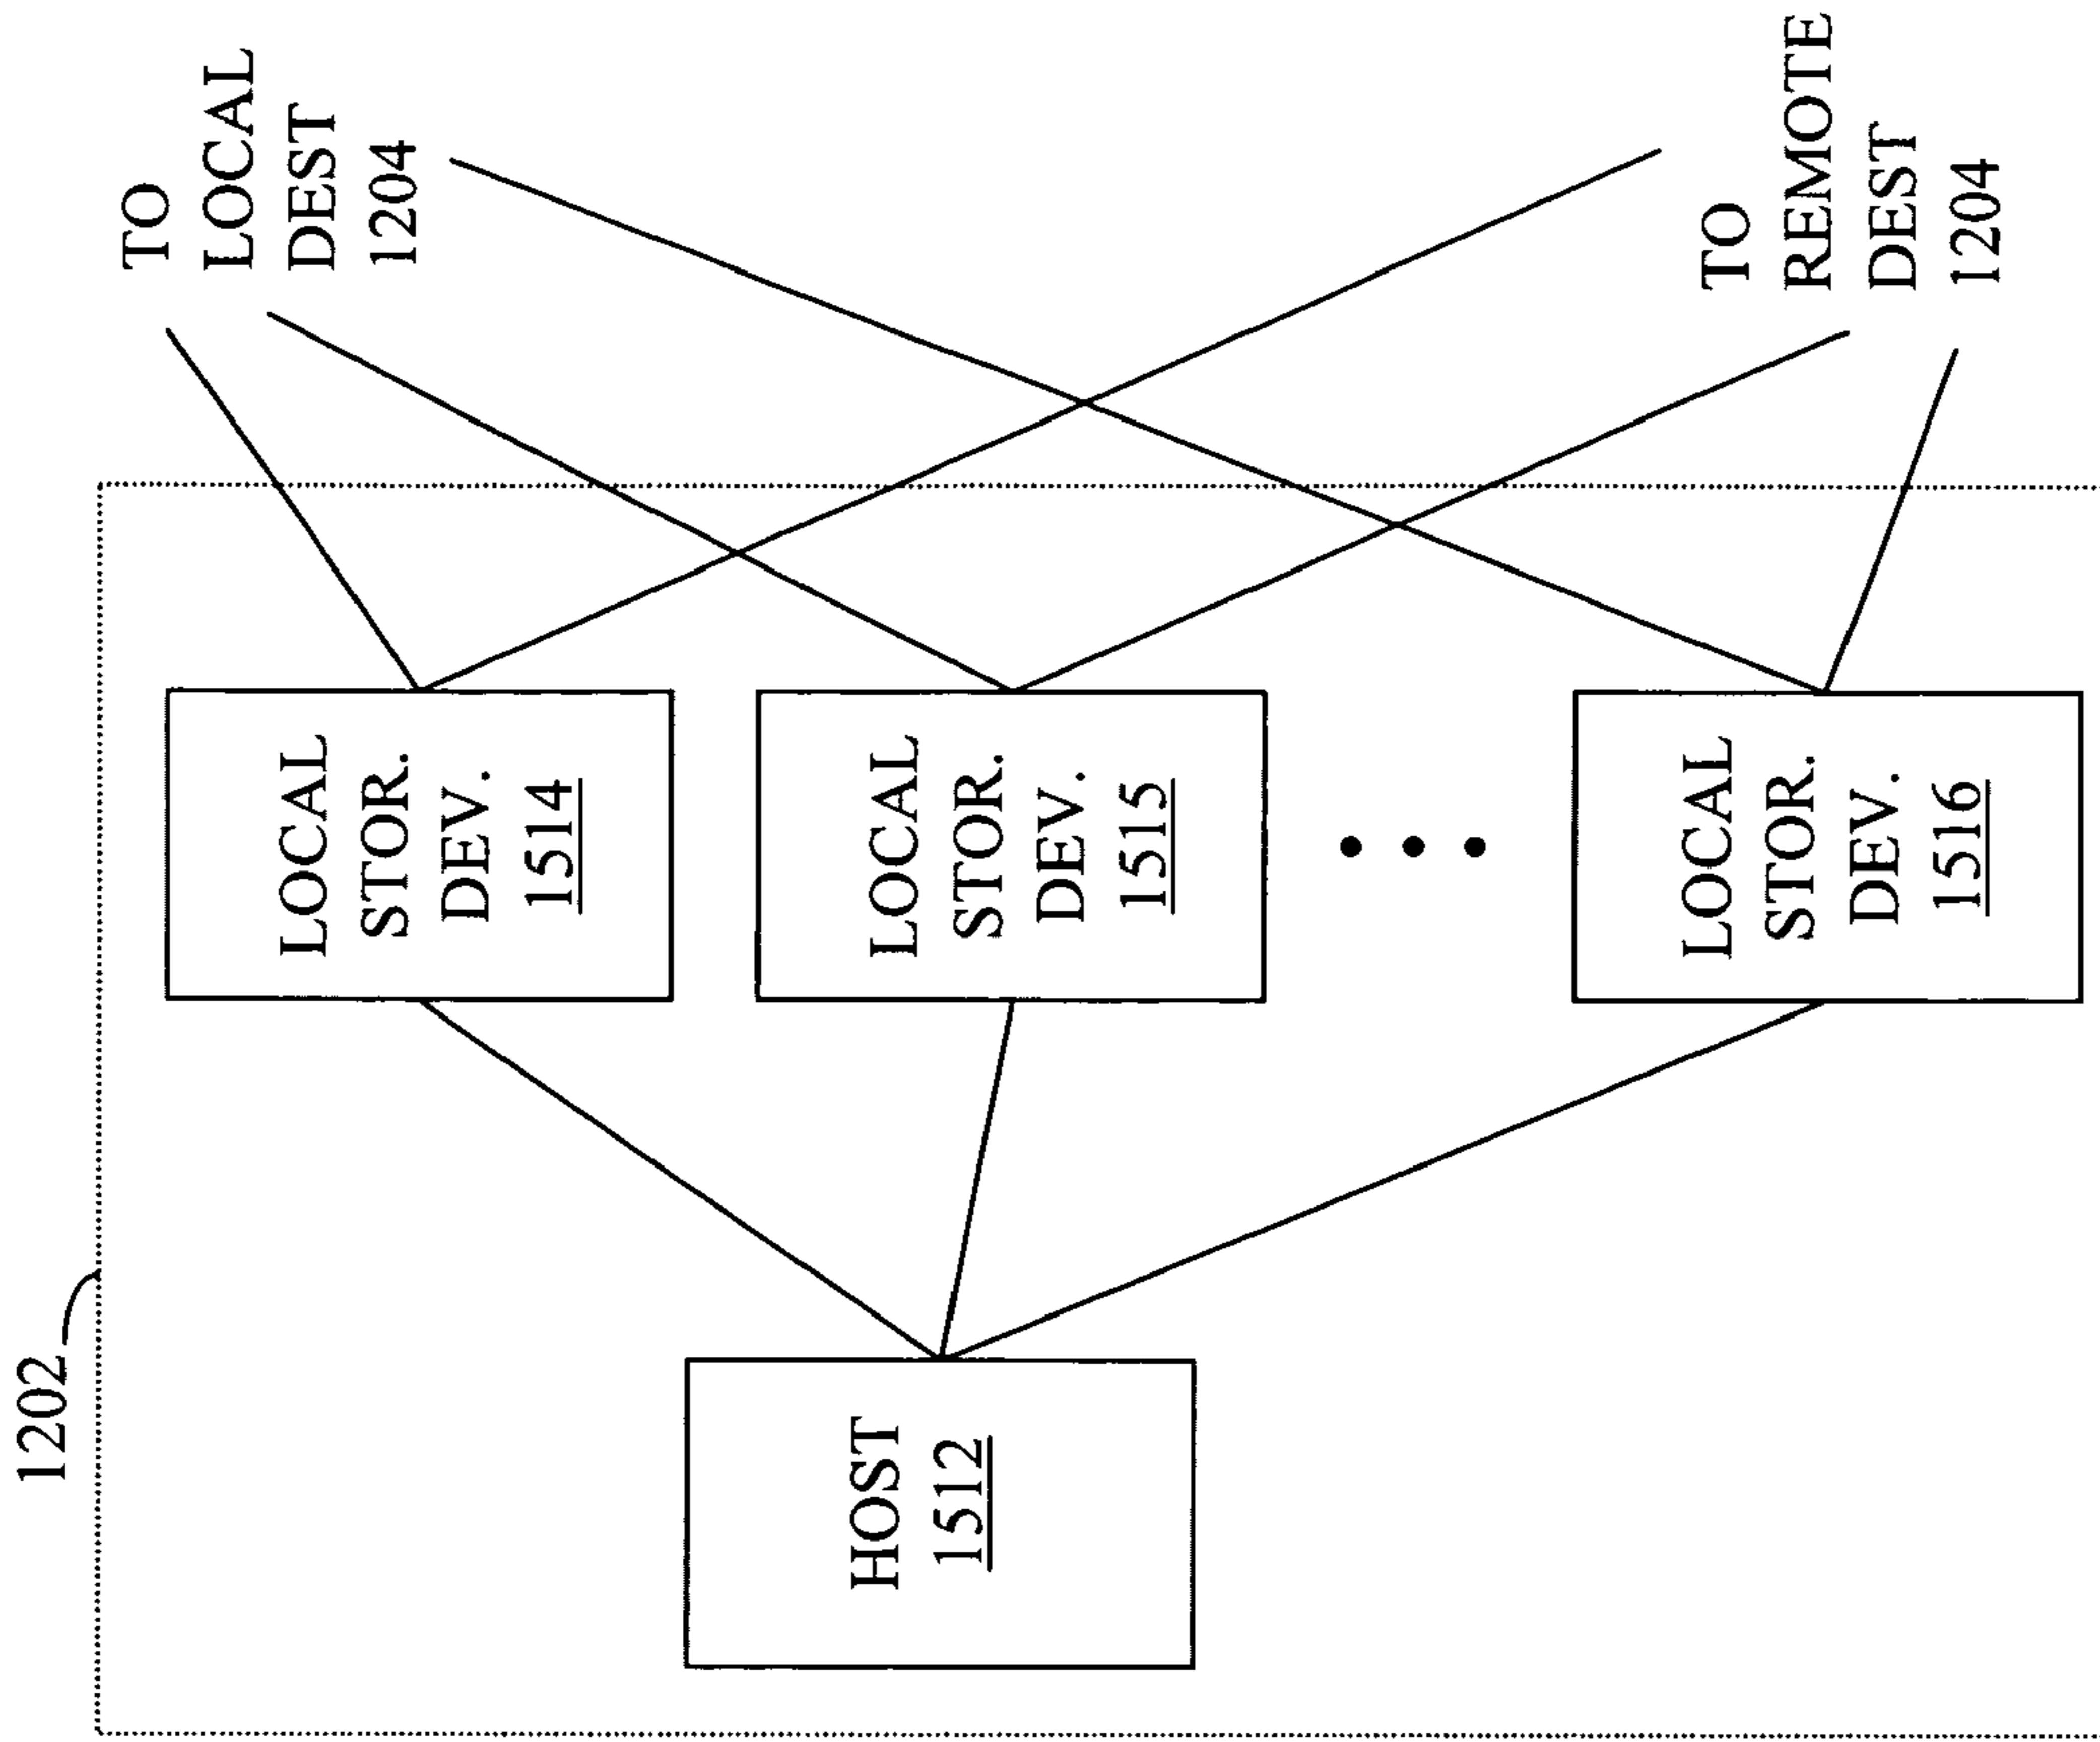 1202
HOST
1512
LOCAL
STOR.
DEV.
1514
LOCAL
STOR.
DEV.
1515
LOCAL
STOR.
DEV.
1516
TO
LOCAL
DEST
1204
TO
REMOTE
DEST
1204